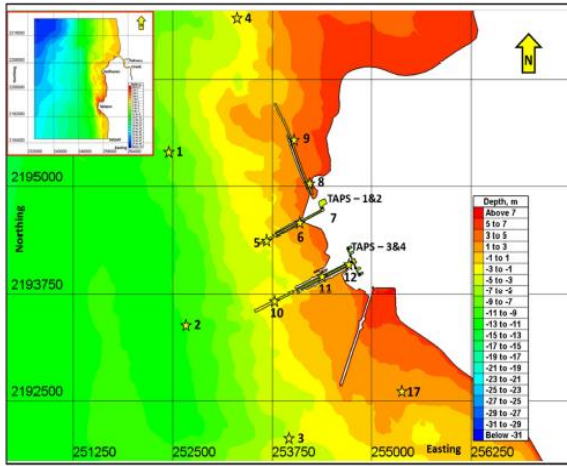 N
4
1
9
2195000
8
TAPS – 1&2
7
6
5
Northing
TAPS – 3&4
12
11
2193750
10
2
2192500
17
3
251250
252500
253750
255000
Easting
256250
Depth, m
Above 7
5 to 7
3 to 5
1 to 3
-1 to 1
-3 to -1
-5 to -3
-7 to -5
-9 to -7
-11 to -9
-13 to -11
-15 to -13
-17 to -15
-19 to -17
-21 to -19
-23 to -21
-25 to -23
-27 to -25
-29 to -27
-31 to -29
Below -31
Easting